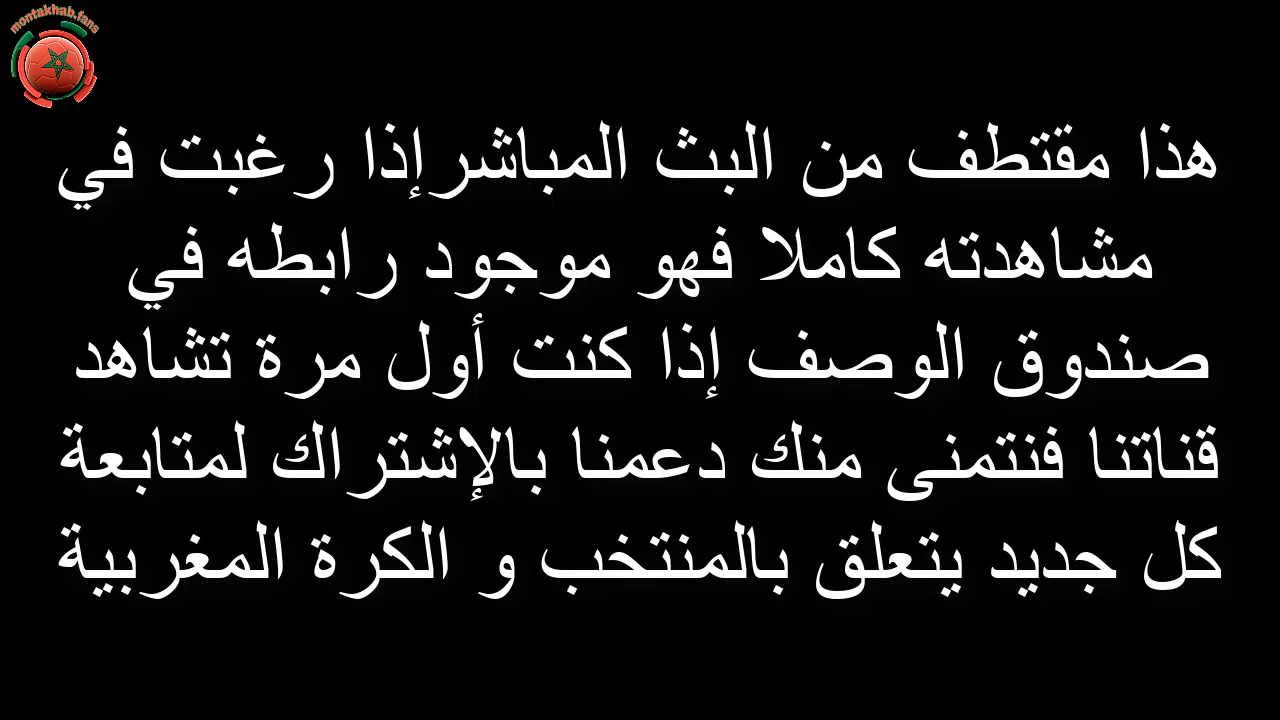 montakhab.fans
هذا مقتطف من البث المباشرإذا رغبت في
مشاهدته كاملا فهو موجود رابطه في
صندوق الوصف إذا كنت أول مرة تشاهد
قناتنا فنتمنى منك دعمنا بالإشتراك لمتابعة
كل جديد يتعلق بالمنتخب و الكرة المغربية